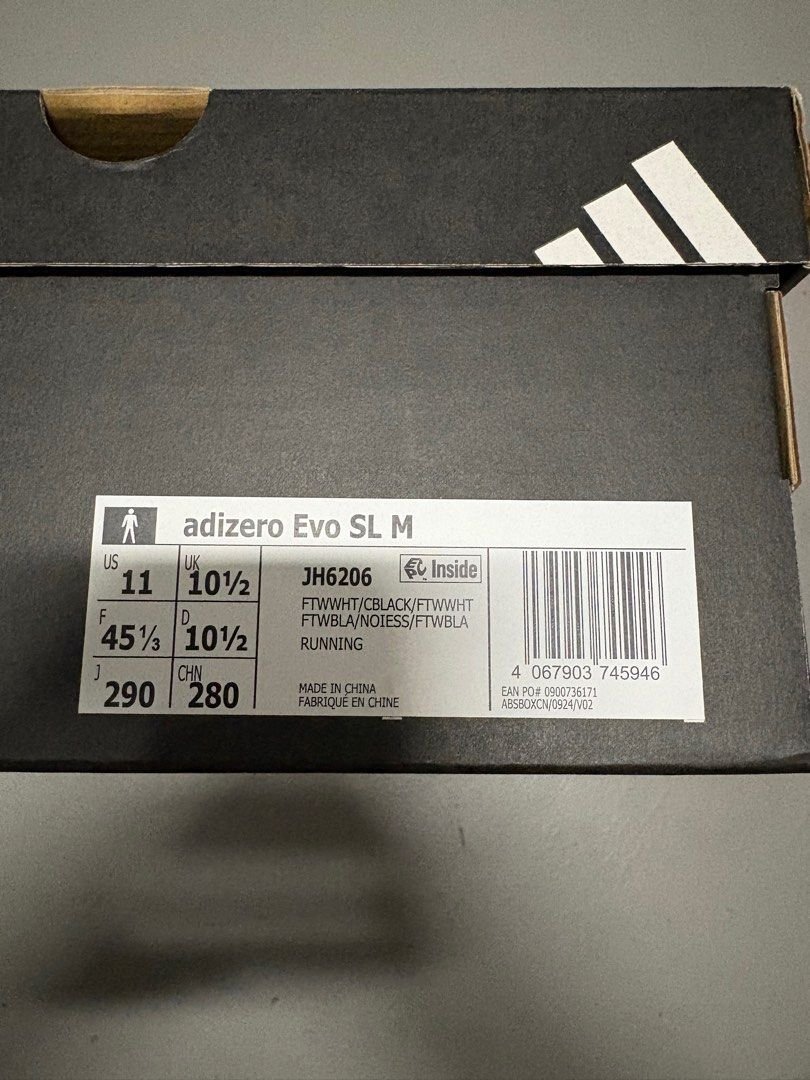 adizero Evo SL M
US 11 UK 10½
F 45⅓ D 10½
J 290 CHN 280
JH6206
Inside
FTWWHT/CBLACK/FTWWHT
FTWBLA/NOIESS/FTWBLA
RUNNING
MADE IN CHINA
FABRIQUÉ EN CHINE
4 067903 745946
EAN PO# 0900736171
ABSBOXCN/0924/V02